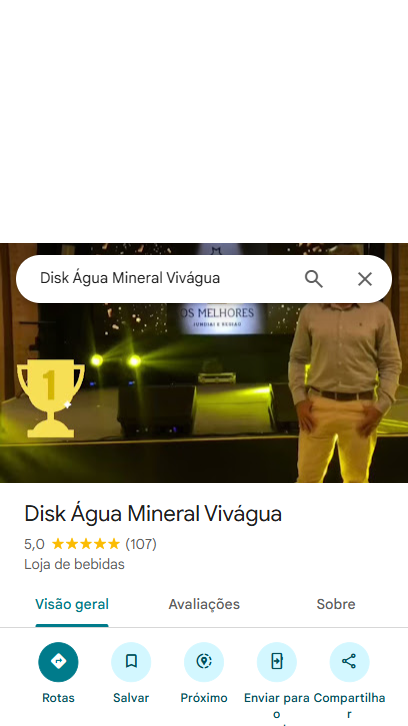 Disk Água Mineral Vivágua
OS MELHORES
JUNDIAÍ E REGIÃO
1
Disk Água Mineral Vivágua
5,0 (107)
Loja de bebidas
Visão geral Avaliações Sobre
Rotas Salvar Próximo Enviar para o Compartilhar